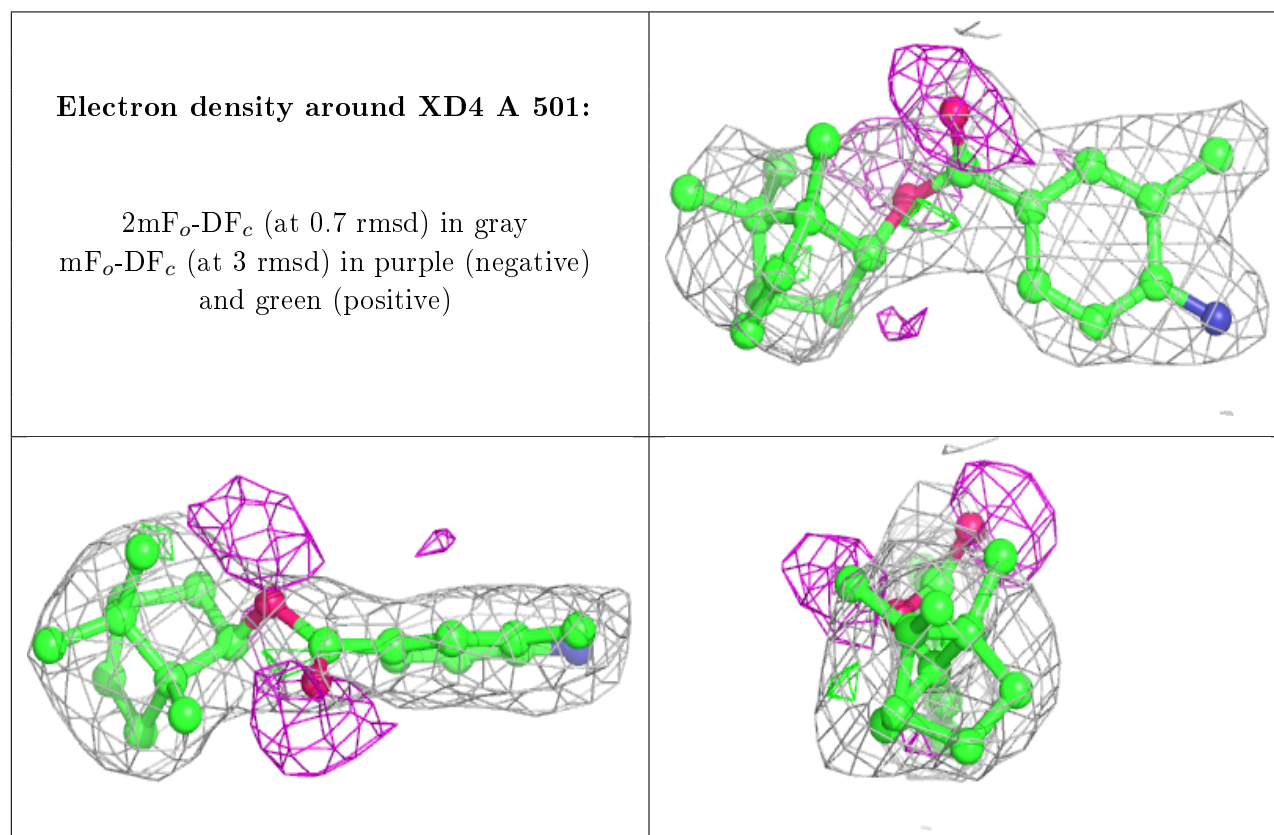 Electron density around XD4 A 501:
2mFo-DFc (at 0.7 rmsd) in gray
mFo-DFc (at 3 rmsd) in purple (negative)
and green (positive)